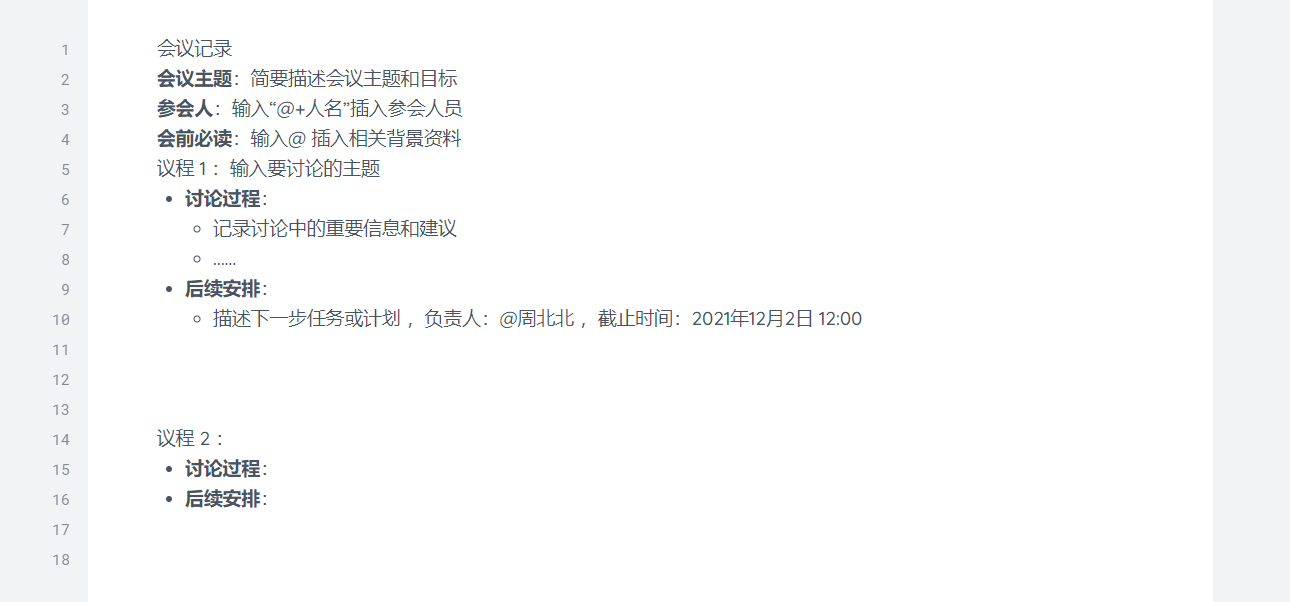 1 会议记录
2 会议主题：简要描述会议主题和目标
3 参会人：输入“@+人名”插入参会人员
4 会前必读：输入@ 插入相关背景资料
5 议程 1 ：输入要讨论的主题
6 • 讨论过程：
7 ◦ 记录讨论中的重要信息和建议
8 ◦ ......
9 • 后续安排：
10 ◦ 描述下一步任务或计划 ，负责人：@周北北 ，截止时间：2021年12月2日 12:00
11
12
13
14 议程 2 ：
15 • 讨论过程：
16 • 后续安排：
17
18